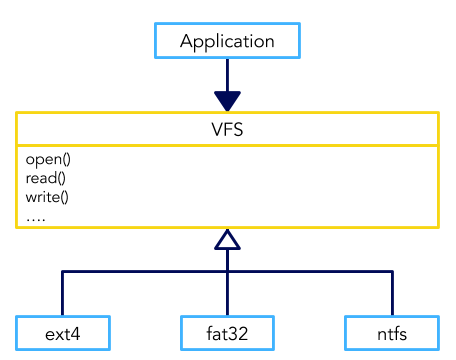 Application
VFS
open()
read()
write()
....
ext4
fat32
ntfs